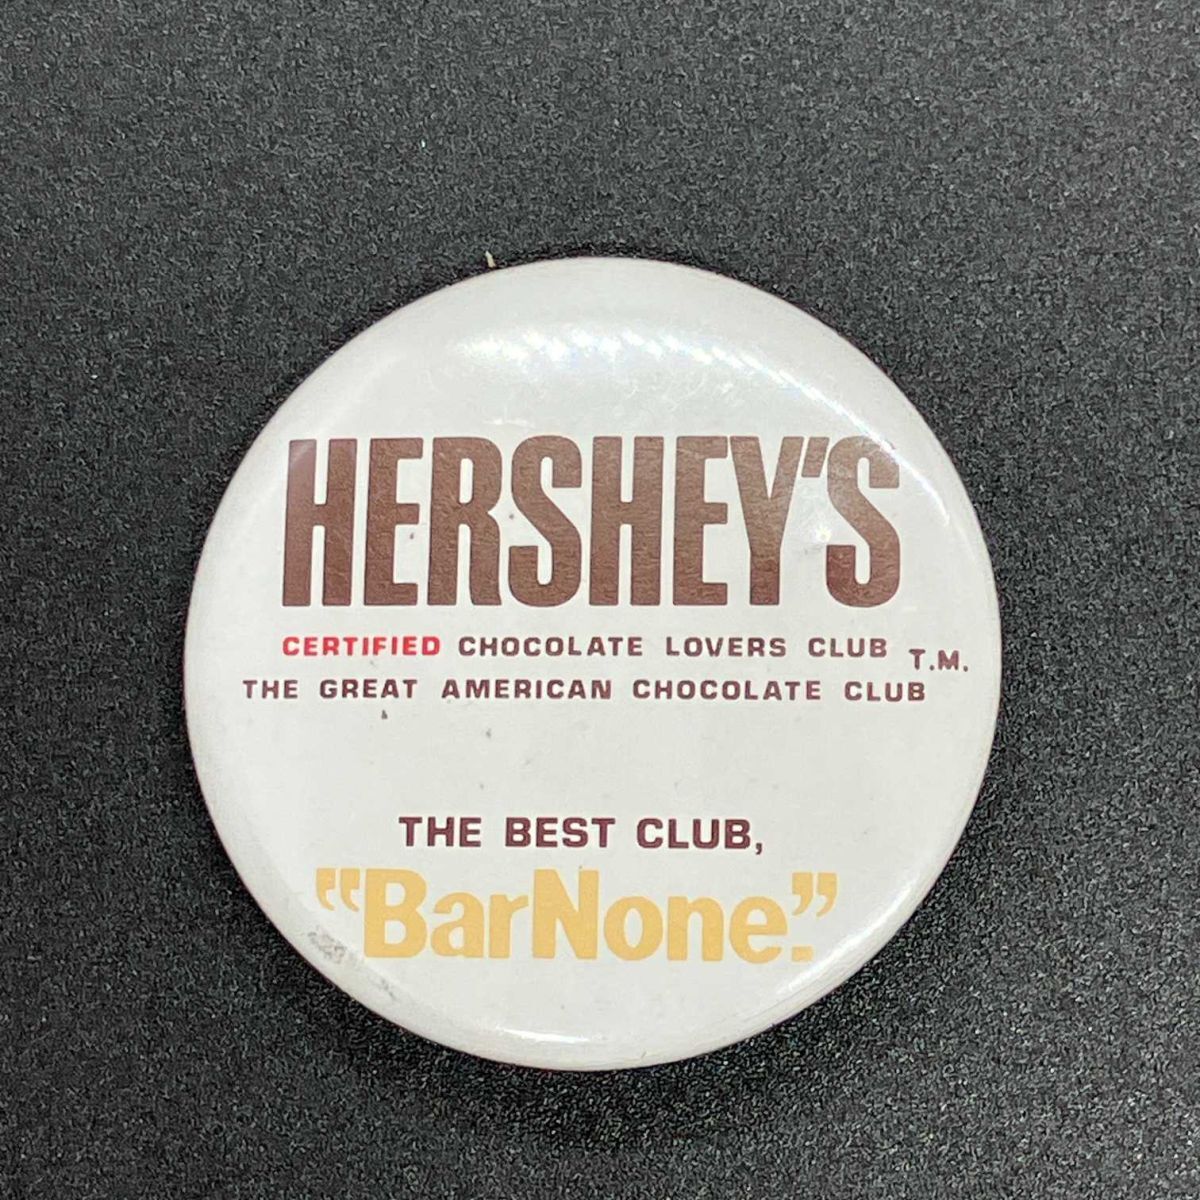 HERSHEY'S
CERTIFIED CHOCOLATE LOVERS CLUB T.M.
THE GREAT AMERICAN CHOCOLATE CLUB
THE BEST CLUB,
“BarNone.”